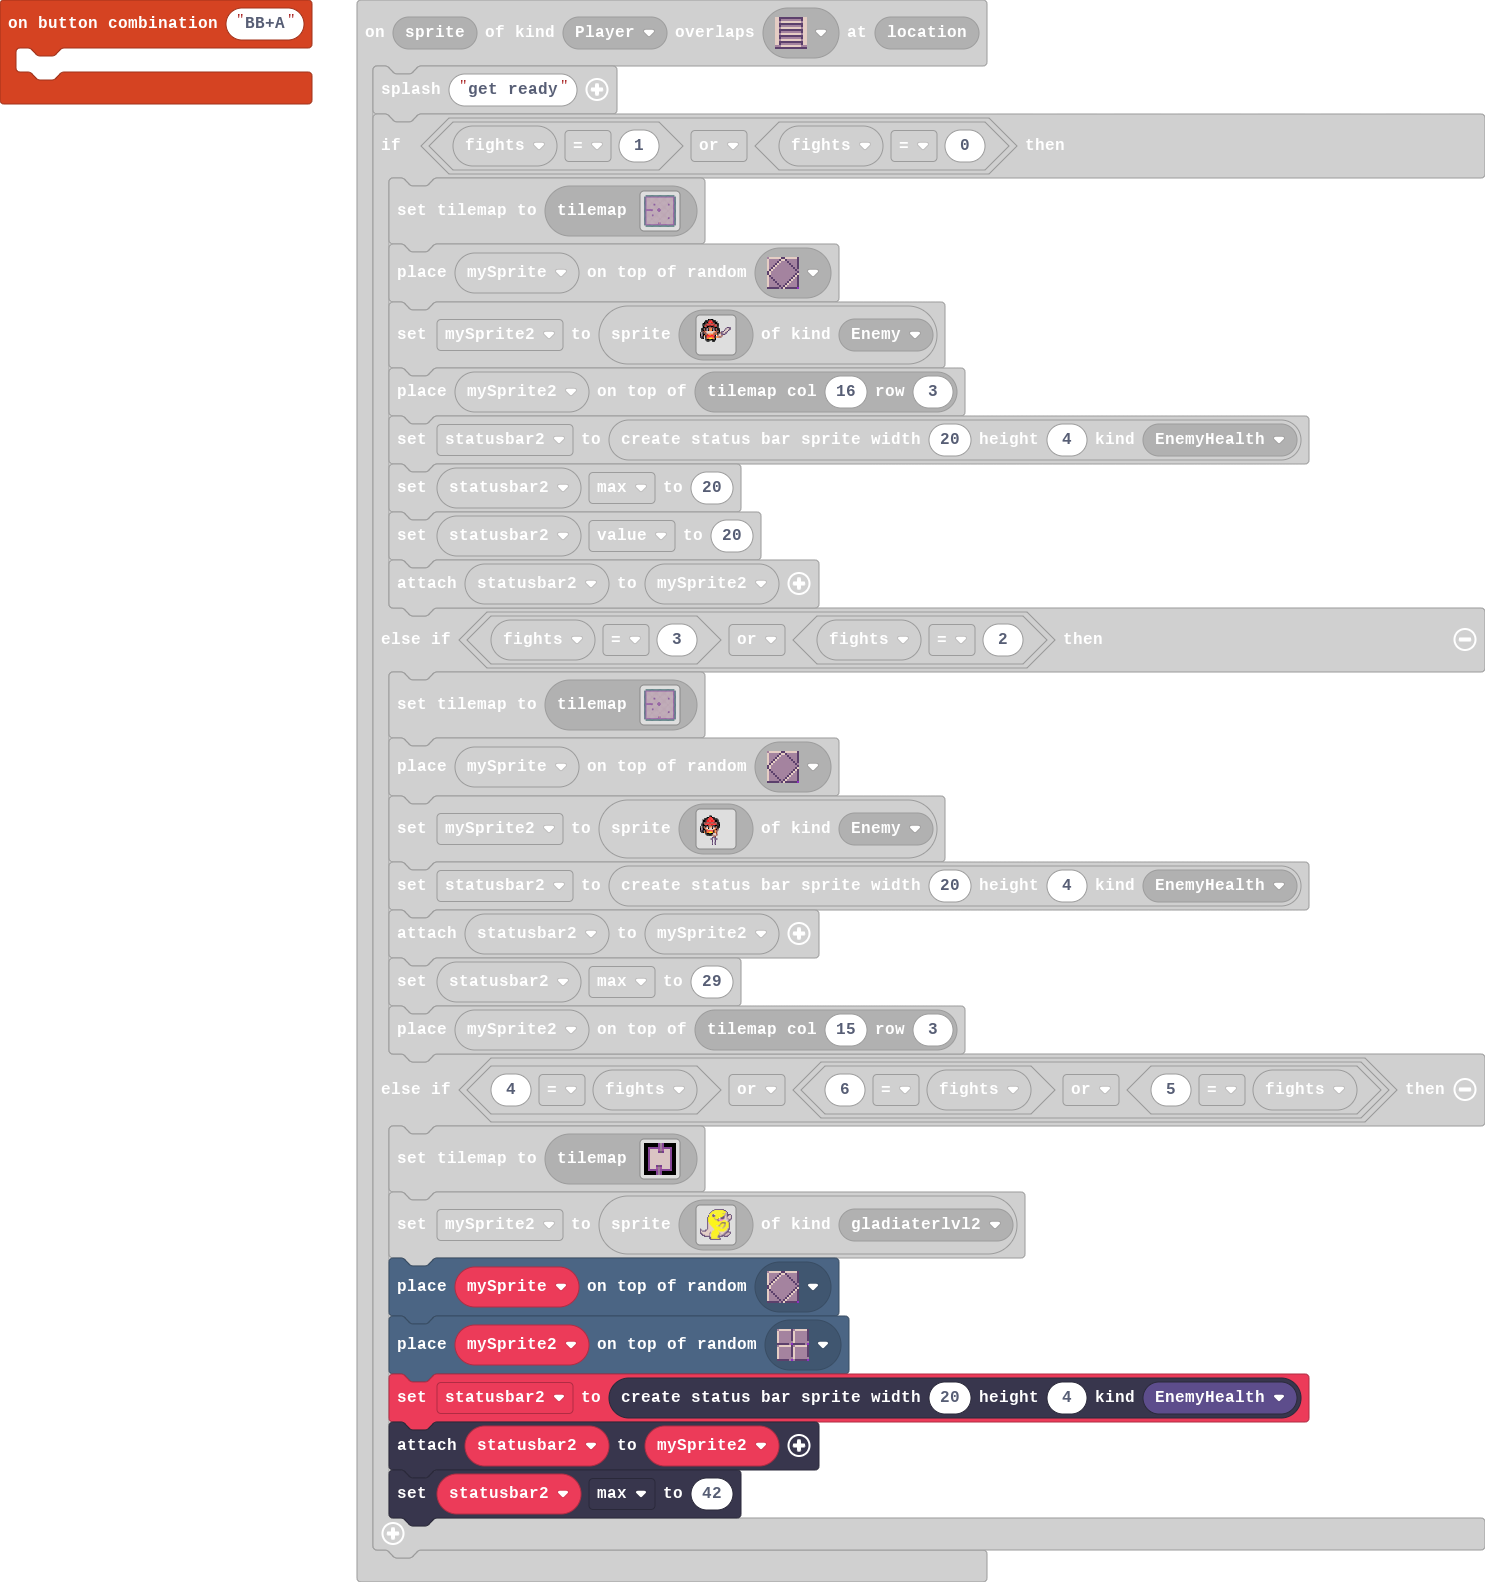 on button combination "BB+A"
on sprite of kind Player overlaps at location
splash "get ready"
if fights = 1 or fights = 0 then
set tilemap to tilemap
place mySprite on top of random
set mySprite2 to sprite of kind Enemy
place mySprite2 on top of tilemap col 16 row 3
set statusbar2 to create status bar sprite width 20 height 4 kind EnemyHealth
set statusbar2 max to 20
set statusbar2 value to 20
attach statusbar2 to mySprite2
else if fights = 3 or fights = 2 then
set tilemap to tilemap
place mySprite on top of random
set mySprite2 to sprite of kind Enemy
set statusbar2 to create status bar sprite width 20 height 4 kind EnemyHealth
attach statusbar2 to mySprite2
set statusbar2 max to 29
place mySprite2 on top of tilemap col 15 row 3
else if 4 = fights or 6 = fights or 5 = fights then
set tilemap to tilemap
set mySprite2 to sprite of kind gladiaterlvl2
place mySprite on top of random
place mySprite2 on top of random
set statusbar2 to create status bar sprite width 20 height 4 kind EnemyHealth
attach statusbar2 to mySprite2
set statusbar2 max to 42